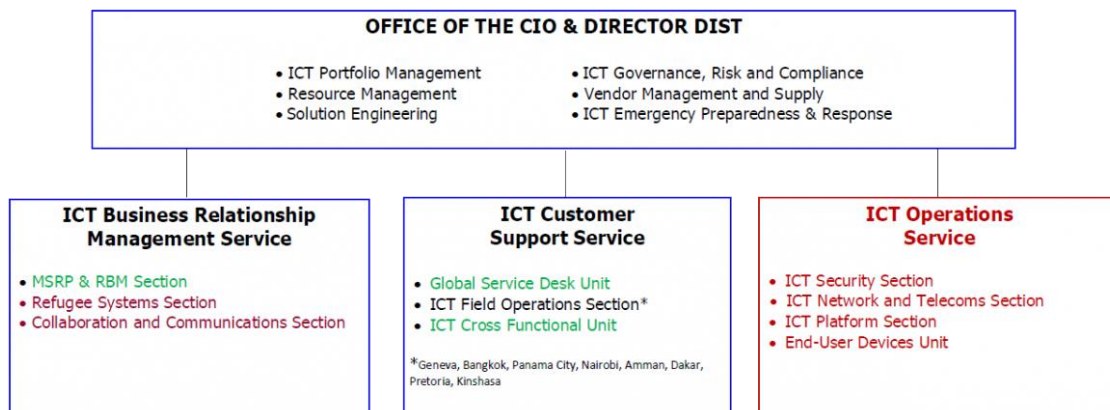 OFFICE OF THE CIO & DIRECTOR DIST
• ICT Portfolio Management
• Resource Management
• Solution Engineering
• ICT Governance, Risk and Compliance
• Vendor Management and Supply
• ICT Emergency Preparedness & Response
ICT Business Relationship
Management Service
• MSRP & RBM Section
• Refugee Systems Section
• Collaboration and Communications Section
ICT Customer
Support Service
• Global Service Desk Unit
• ICT Field Operations Section*
• ICT Cross Functional Unit
*Geneva, Bangkok, Panama City, Nairobi, Amman, Dakar,
Pretoria, Kinshasa
ICT Operations
Service
• ICT Security Section
• ICT Network and Telecoms Section
• ICT Platform Section
• End-User Devices Unit